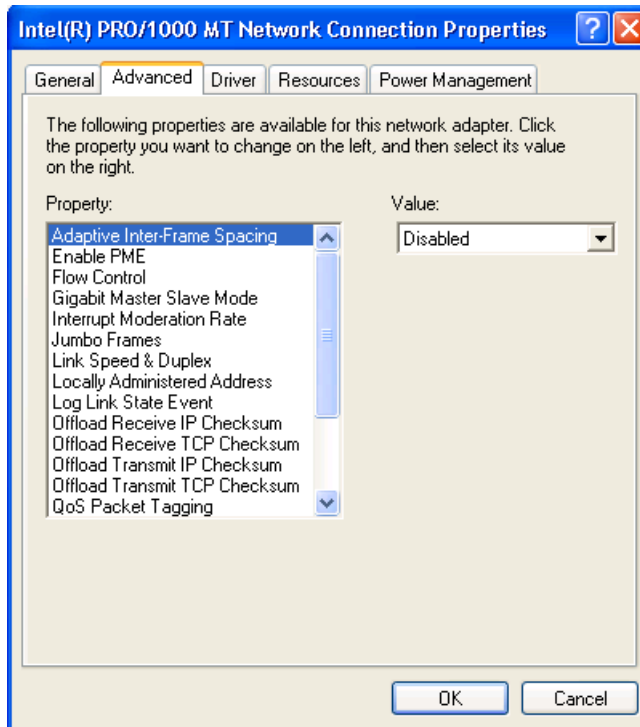 Intel(R) PRO/1000 MT Network Connection Properties
General Advanced Driver Resources Power Management
The following properties are available for this network adapter. Click
the property you want to change on the left, and then select its value
on the right.
Property:
Value:
Adaptive Inter-Frame Spacing
Disabled
Enable PME
Flow Control
Gigabit Master Slave Mode
Interrupt Moderation Rate
Jumbo Frames
Link Speed & Duplex
Locally Administered Address
Log Link State Event
Offload Receive IP Checksum
Offload Receive TCP Checksum
Offload Transmit IP Checksum
Offload Transmit TCP Checksum
QoS Packet Tagging
OK
Cancel